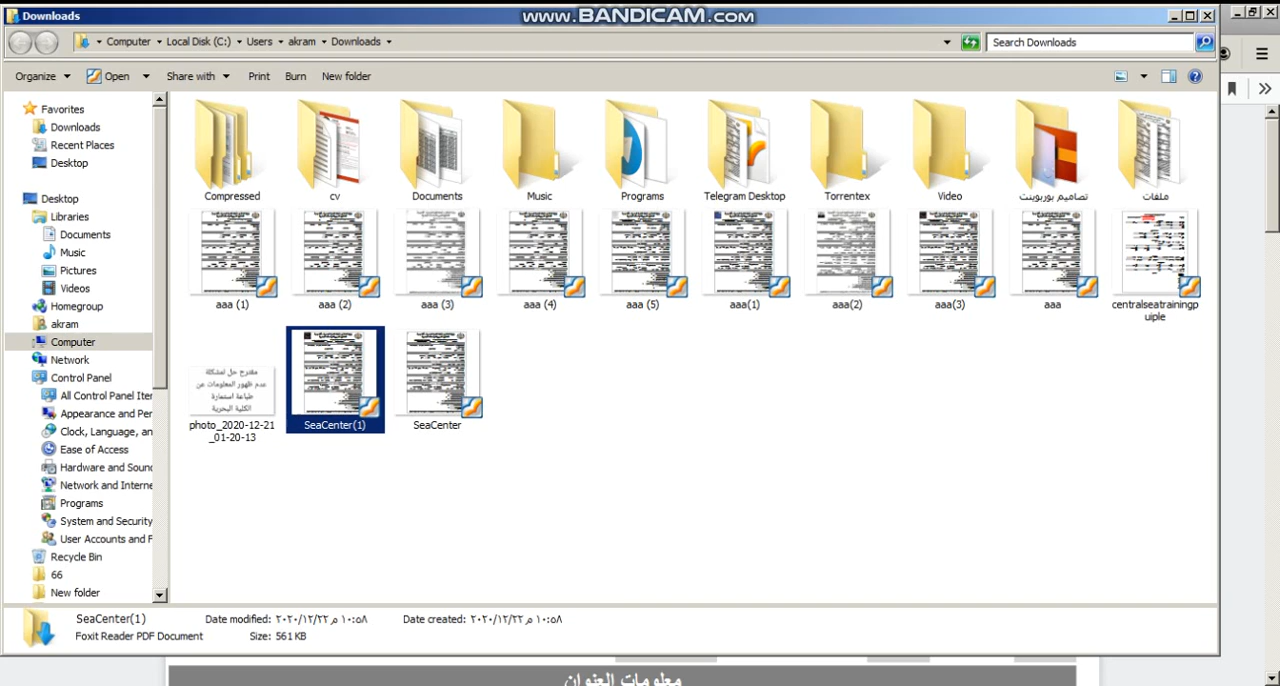 Downloads
www.BANDICAM.com
Computer
Local Disk (C:)
Users
akram
Downloads
Search Downloads
Organize
Open
Share with
Print
Burn
New folder
Favorites
Downloads
Recent Places
Desktop
Desktop
Libraries
Documents
Music
Pictures
Videos
Homegroup
akram
Computer
Network
Control Panel
All Control Panel Iter
Appearance and Per
Clock, Language, an
Ease of Access
Hardware and Sound
Network and Interne
Programs
System and Security
User Accounts and F
Recycle Bin
66
New folder
Compressed
cv
Documents
Music
Programs
Telegram Desktop
Torrentex
Video
تصاميم بوربوينت
ملفات
aaa (1)
aaa (2)
aaa (3)
aaa (4)
aaa (5)
aaa(1)
aaa(2)
aaa(3)
aaa
centralseatrainingp
uiple
مقترح حل لمشكلة
عدم ظهور المعلومات عن
طباعة استمارة
الكلية البحرية
photo_2020-12-21
_01-20-13
SeaCenter(1)
SeaCenter
SeaCenter(1)
Date modified: ٢٠٢٠/١٢/٢٢ م ١٠:٥٨
Date created: ٢٠٢٠/١٢/٢٢ م ١٠:٥٨
Foxit Reader PDF Document
Size: 561 KB
معلومات العنوان